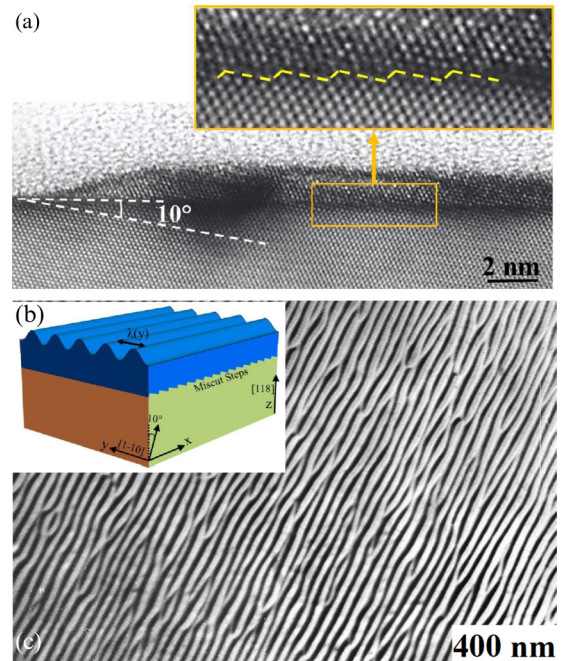 (a)
10°
2 nm
(b)
λ(y)
Miscut Steps
[118]
z
10°
y
[1-10]
x
(c)
400 nm